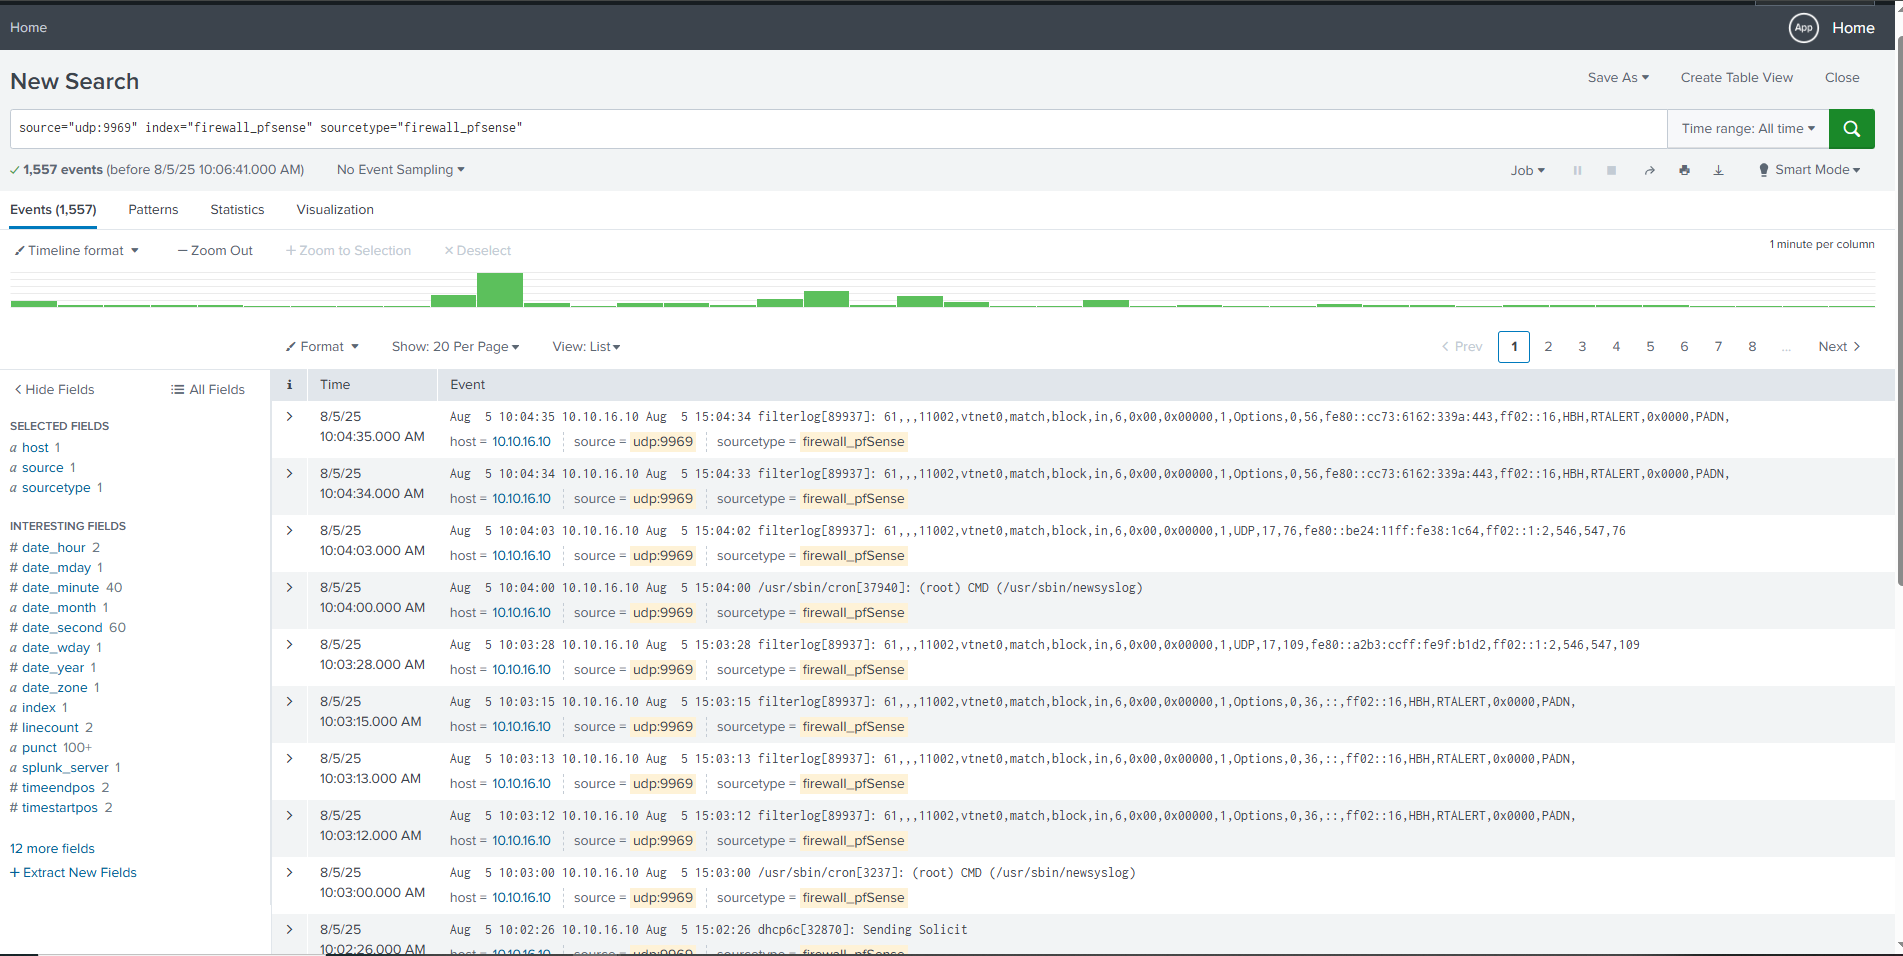 Home
App Home
New Search
Save As Create Table View Close
source="udp:9969" index="firewall_pfsense" sourcetype="firewall_pfsense"
Time range: All time
1,557 events (before 8/5/25 10:06:41.000 AM) No Event Sampling
Job Smart Mode
Events (1,557) Patterns Statistics Visualization
Timeline format — Zoom Out + Zoom to Selection × Deselect
1 minute per column
Format Show: 20 Per Page View: List
< Prev 1 2 3 4 5 6 7 8 ... Next >
< Hide Fields All Fields
SELECTED FIELDS
a host 1
a source 1
a sourcetype 1
INTERESTING FIELDS
# date_hour 2
# date_mday 1
# date_minute 40
a date_month 1
# date_second 60
a date_wday 1
# date_year 1
a date_zone 1
a index 1
# linecount 2
a punct 100+
a splunk_server 1
# timeendpos 2
# timestartpos 2
12 more fields
+ Extract New Fields
i Time Event
8/5/25
10:04:35.000 AM
Aug  5 10:04:35 10.10.16.10 Aug  5 15:04:34 filterlog[89937]: 61,,,11002,vtnet0,match,block,in,6,0x00,0x00000,1,Options,0,56,fe80::cc73:6162:339a:443,ff02::16,HBH,RTALERT,0x0000,PADN,
host = 10.10.16.10 source = udp:9969 sourcetype = firewall_pfSense
8/5/25
10:04:34.000 AM
Aug  5 10:04:34 10.10.16.10 Aug  5 15:04:33 filterlog[89937]: 61,,,11002,vtnet0,match,block,in,6,0x00,0x00000,1,Options,0,56,fe80::cc73:6162:339a:443,ff02::16,HBH,RTALERT,0x0000,PADN,
host = 10.10.16.10 source = udp:9969 sourcetype = firewall_pfSense
8/5/25
10:04:03.000 AM
Aug  5 10:04:03 10.10.16.10 Aug  5 15:04:02 filterlog[89937]: 61,,,11002,vtnet0,match,block,in,6,0x00,0x00000,1,UDP,17,76,fe80::be24:11ff:fe38:1c64,ff02::1:2,546,547,76
host = 10.10.16.10 source = udp:9969 sourcetype = firewall_pfSense
8/5/25
10:04:00.000 AM
Aug  5 10:04:00 10.10.16.10 Aug  5 15:04:00 /usr/sbin/cron[37940]: (root) CMD (/usr/sbin/newsyslog)
host = 10.10.16.10 source = udp:9969 sourcetype = firewall_pfSense
8/5/25
10:03:28.000 AM
Aug  5 10:03:28 10.10.16.10 Aug  5 15:03:28 filterlog[89937]: 61,,,11002,vtnet0,match,block,in,6,0x00,0x00000,1,UDP,17,109,fe80::a2b3:ccff:fe9f:b1d2,ff02::1:2,546,547,109
host = 10.10.16.10 source = udp:9969 sourcetype = firewall_pfSense
8/5/25
10:03:15.000 AM
Aug  5 10:03:15 10.10.16.10 Aug  5 15:03:15 filterlog[89937]: 61,,,11002,vtnet0,match,block,in,6,0x00,0x00000,1,Options,0,36,::,ff02::16,HBH,RTALERT,0x0000,PADN,
host = 10.10.16.10 source = udp:9969 sourcetype = firewall_pfSense
8/5/25
10:03:13.000 AM
Aug  5 10:03:13 10.10.16.10 Aug  5 15:03:13 filterlog[89937]: 61,,,11002,vtnet0,match,block,in,6,0x00,0x00000,1,Options,0,36,::,ff02::16,HBH,RTALERT,0x0000,PADN,
host = 10.10.16.10 source = udp:9969 sourcetype = firewall_pfSense
8/5/25
10:03:12.000 AM
Aug  5 10:03:12 10.10.16.10 Aug  5 15:03:12 filterlog[89937]: 61,,,11002,vtnet0,match,block,in,6,0x00,0x00000,1,Options,0,36,::,ff02::16,HBH,RTALERT,0x0000,PADN,
host = 10.10.16.10 source = udp:9969 sourcetype = firewall_pfSense
8/5/25
10:03:00.000 AM
Aug  5 10:03:00 10.10.16.10 Aug  5 15:03:00 /usr/sbin/cron[3237]: (root) CMD (/usr/sbin/newsyslog)
host = 10.10.16.10 source = udp:9969 sourcetype = firewall_pfSense
8/5/25
10:02:26.000 AM
Aug  5 10:02:26 10.10.16.10 Aug  5 15:02:26 dhcp6c[32870]: Sending Solicit
host = 10.10.16.10 source = udp:9969 sourcetype = firewall_pfSense